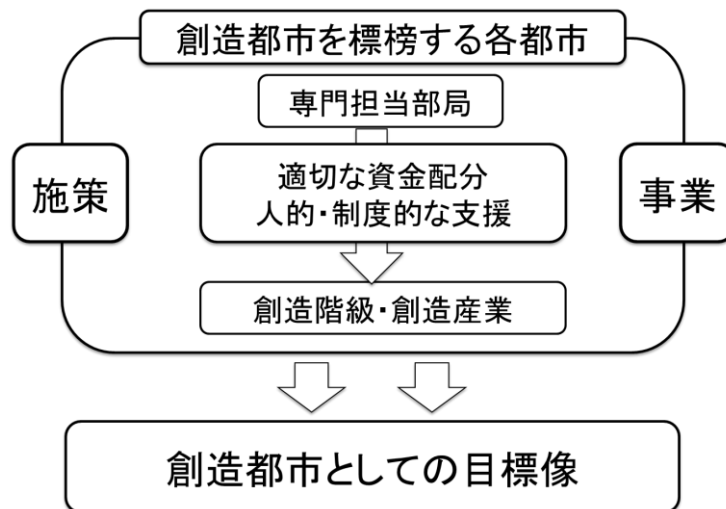 創造都市を標榜する各都市
専門担当部局
施策
適切な資金配分
人的・制度的な支援
事業
創造階級・創造産業
創造都市としての目標像